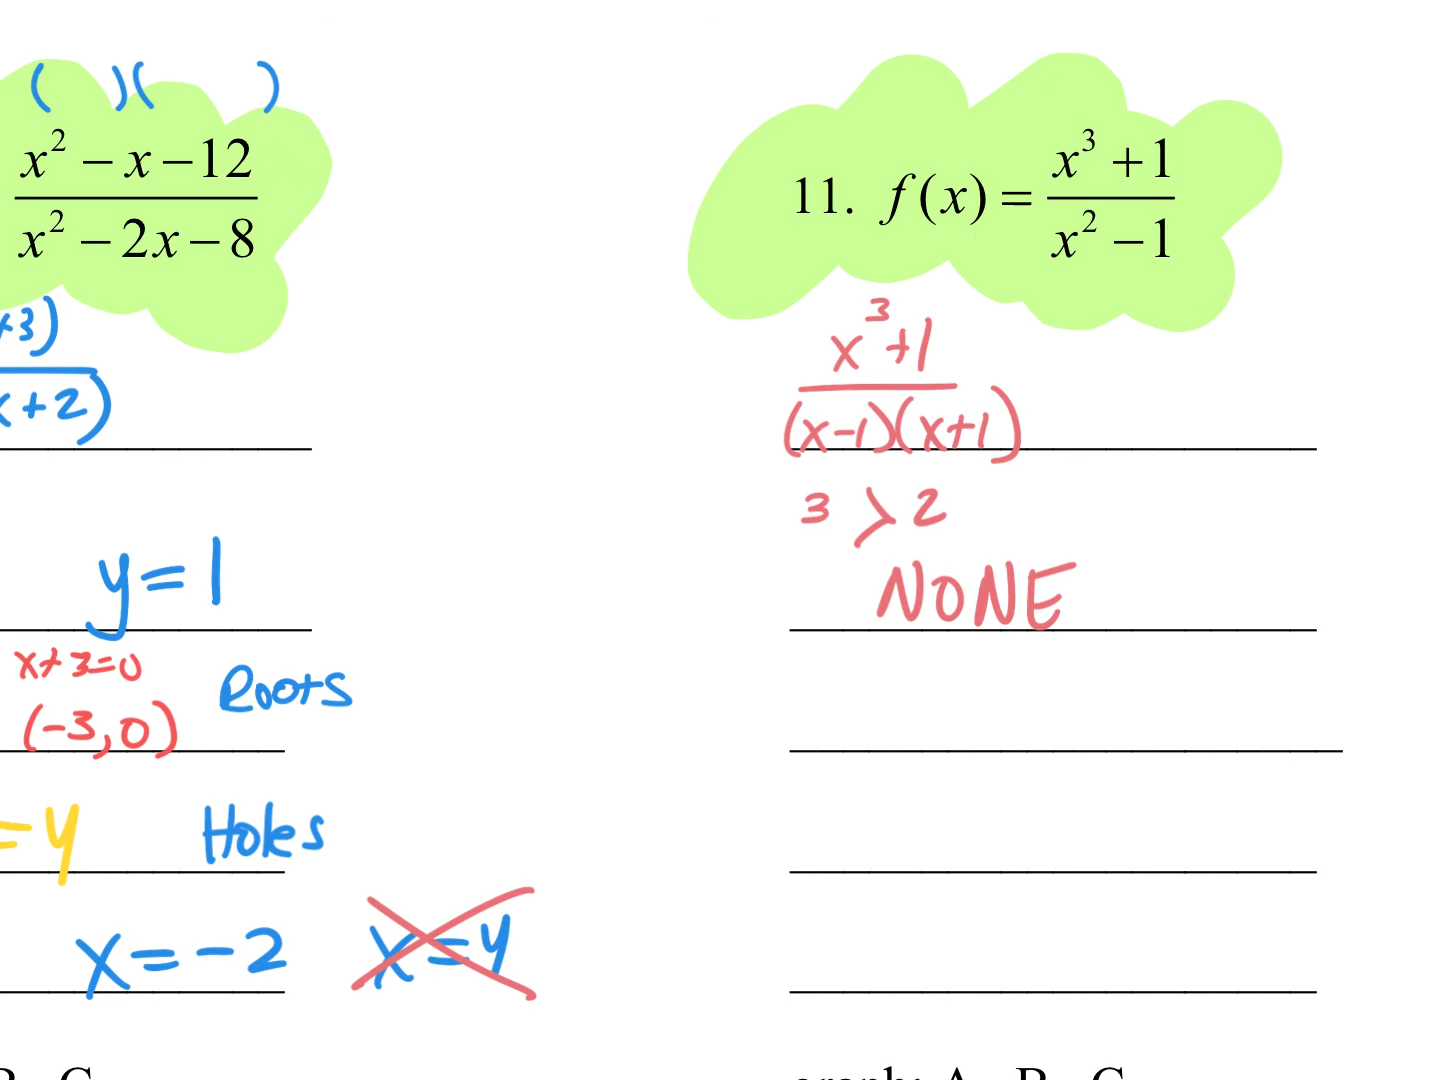 ( )( )
x² − x − 12
x² − 2x − 8
+3)
x+2)
y = 1
x+3=0
Roots
(-3,0)
=4
Holes
x = -2
x = 4
11. f(x) = x³ + 1
x² − 1
x³+1
(x-1)(x+1)
3 > 2
NONE
graph: A B C